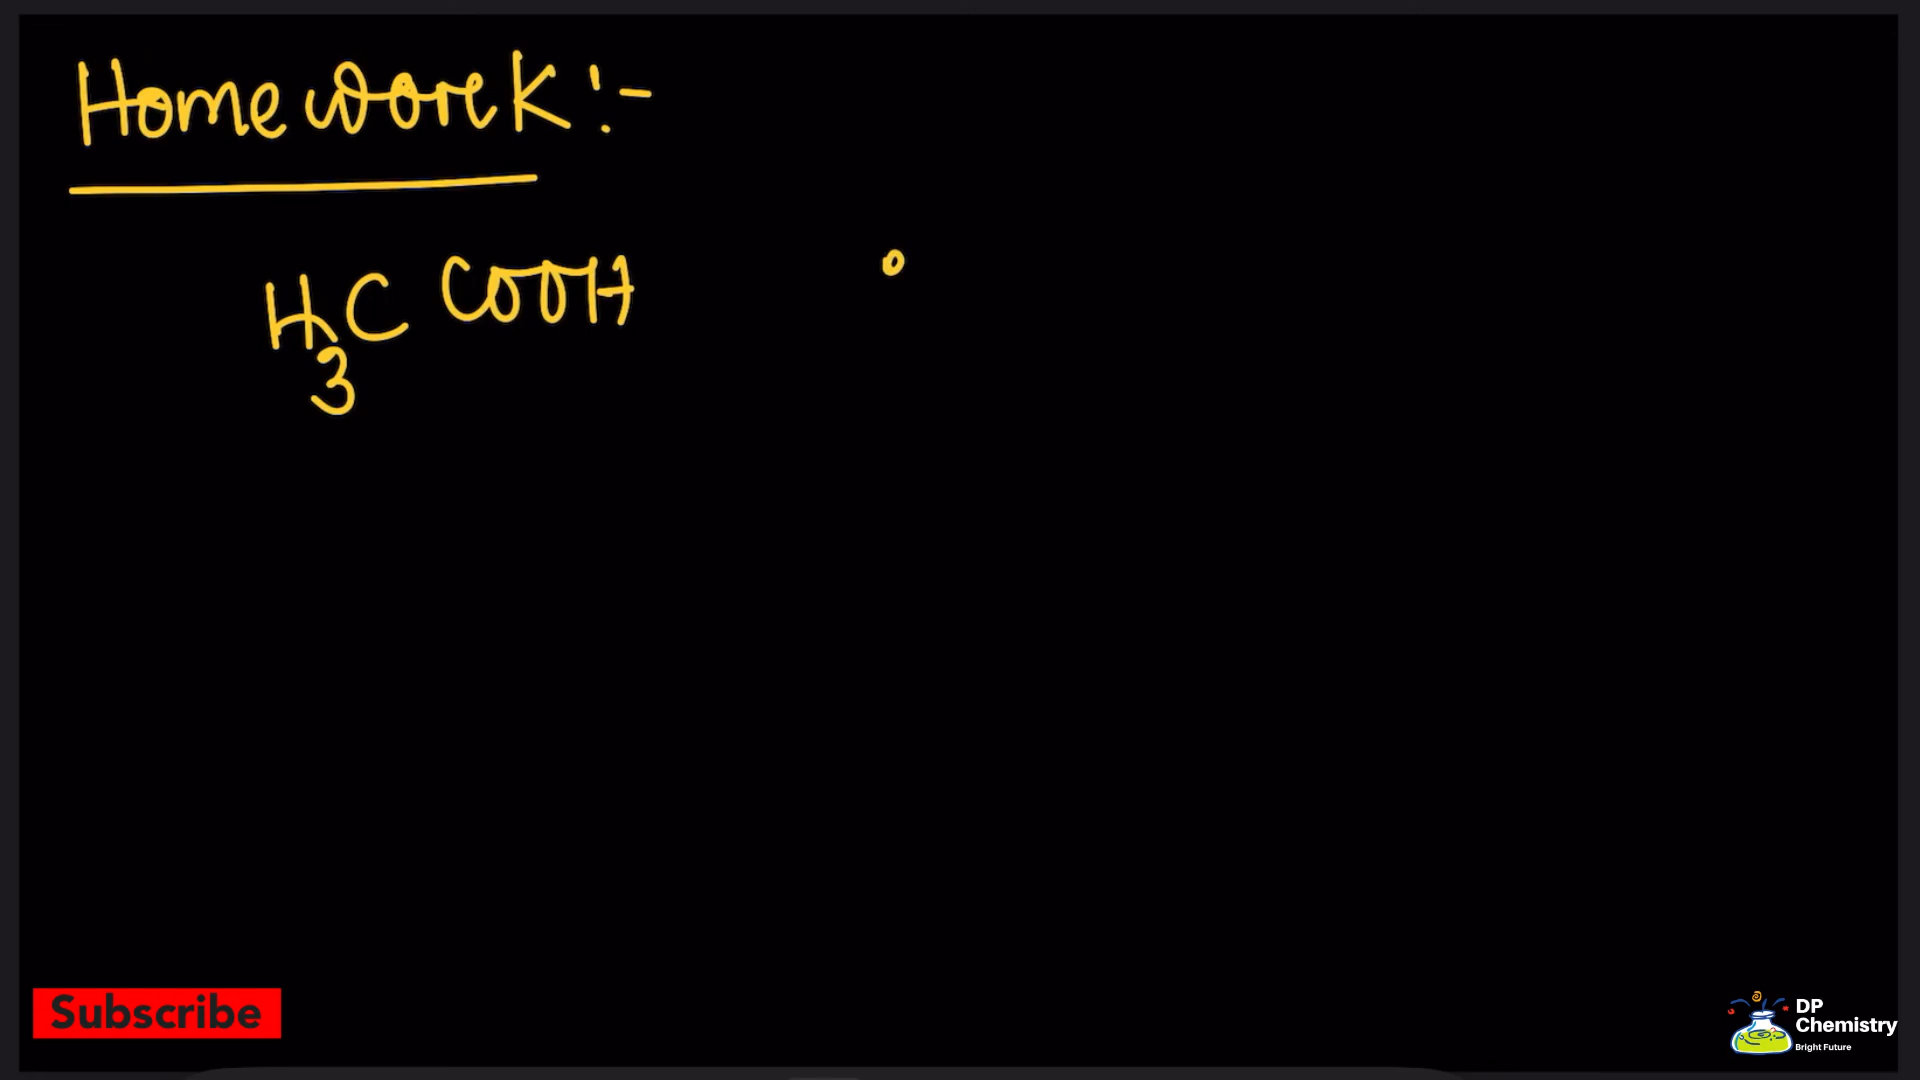 Homework :-
H3C COOH
Subscribe
DP
Chemistry
Bright Future